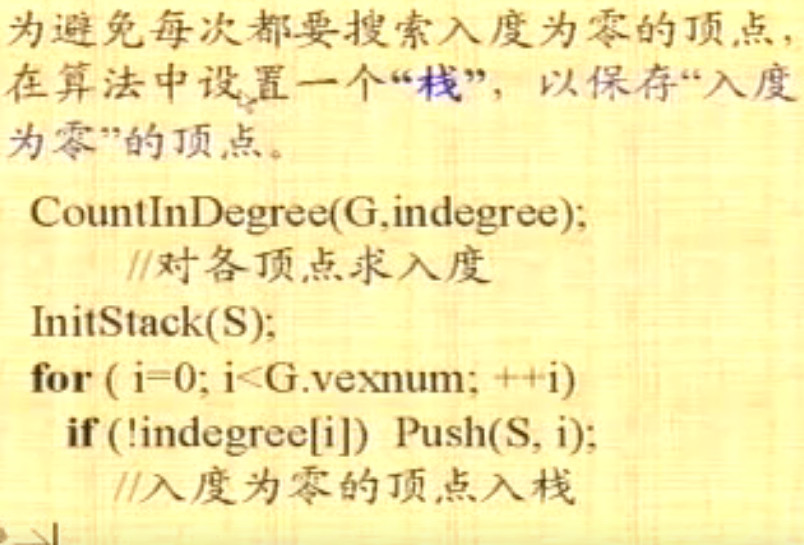 为避免每次都要搜索入度为零的顶点，
在算法中设置一个“栈”，以保存“入度
为零”的顶点。
CountInDegree(G,indegree);
//对各顶点求入度
InitStack(S);
for ( i=0; i<G.vexnum; ++i)
if (!indegree[i]) Push(S, i);
//入度为零的顶点入栈